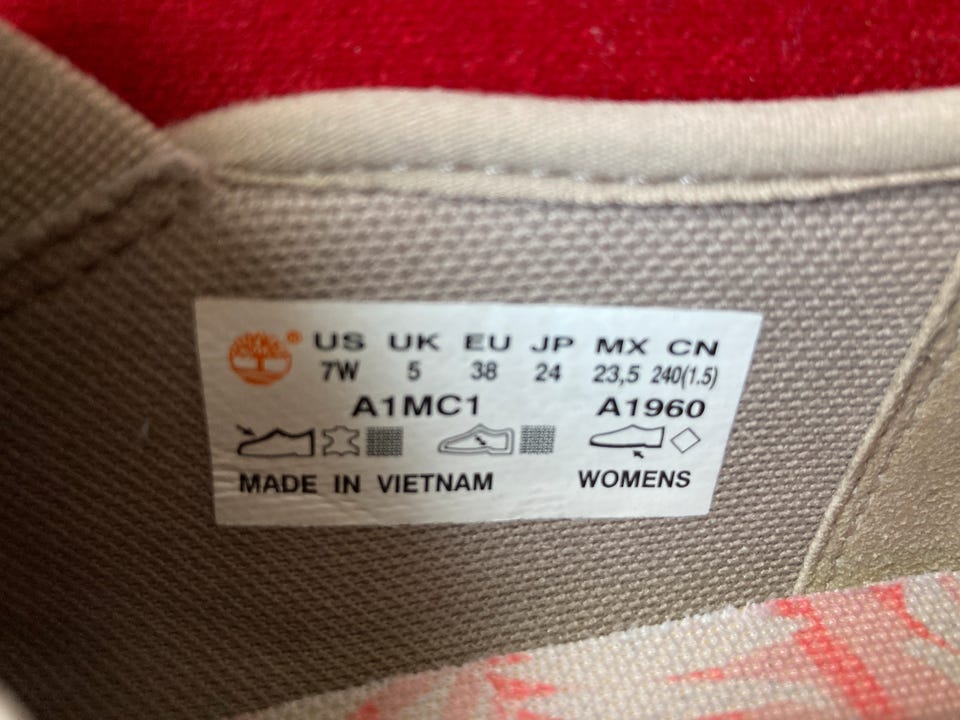 ® US UK EU JP MX CN
7W 5 38 24 23,5 240(1.5)
A1MC1 A1960
MADE IN VIETNAM WOMENS